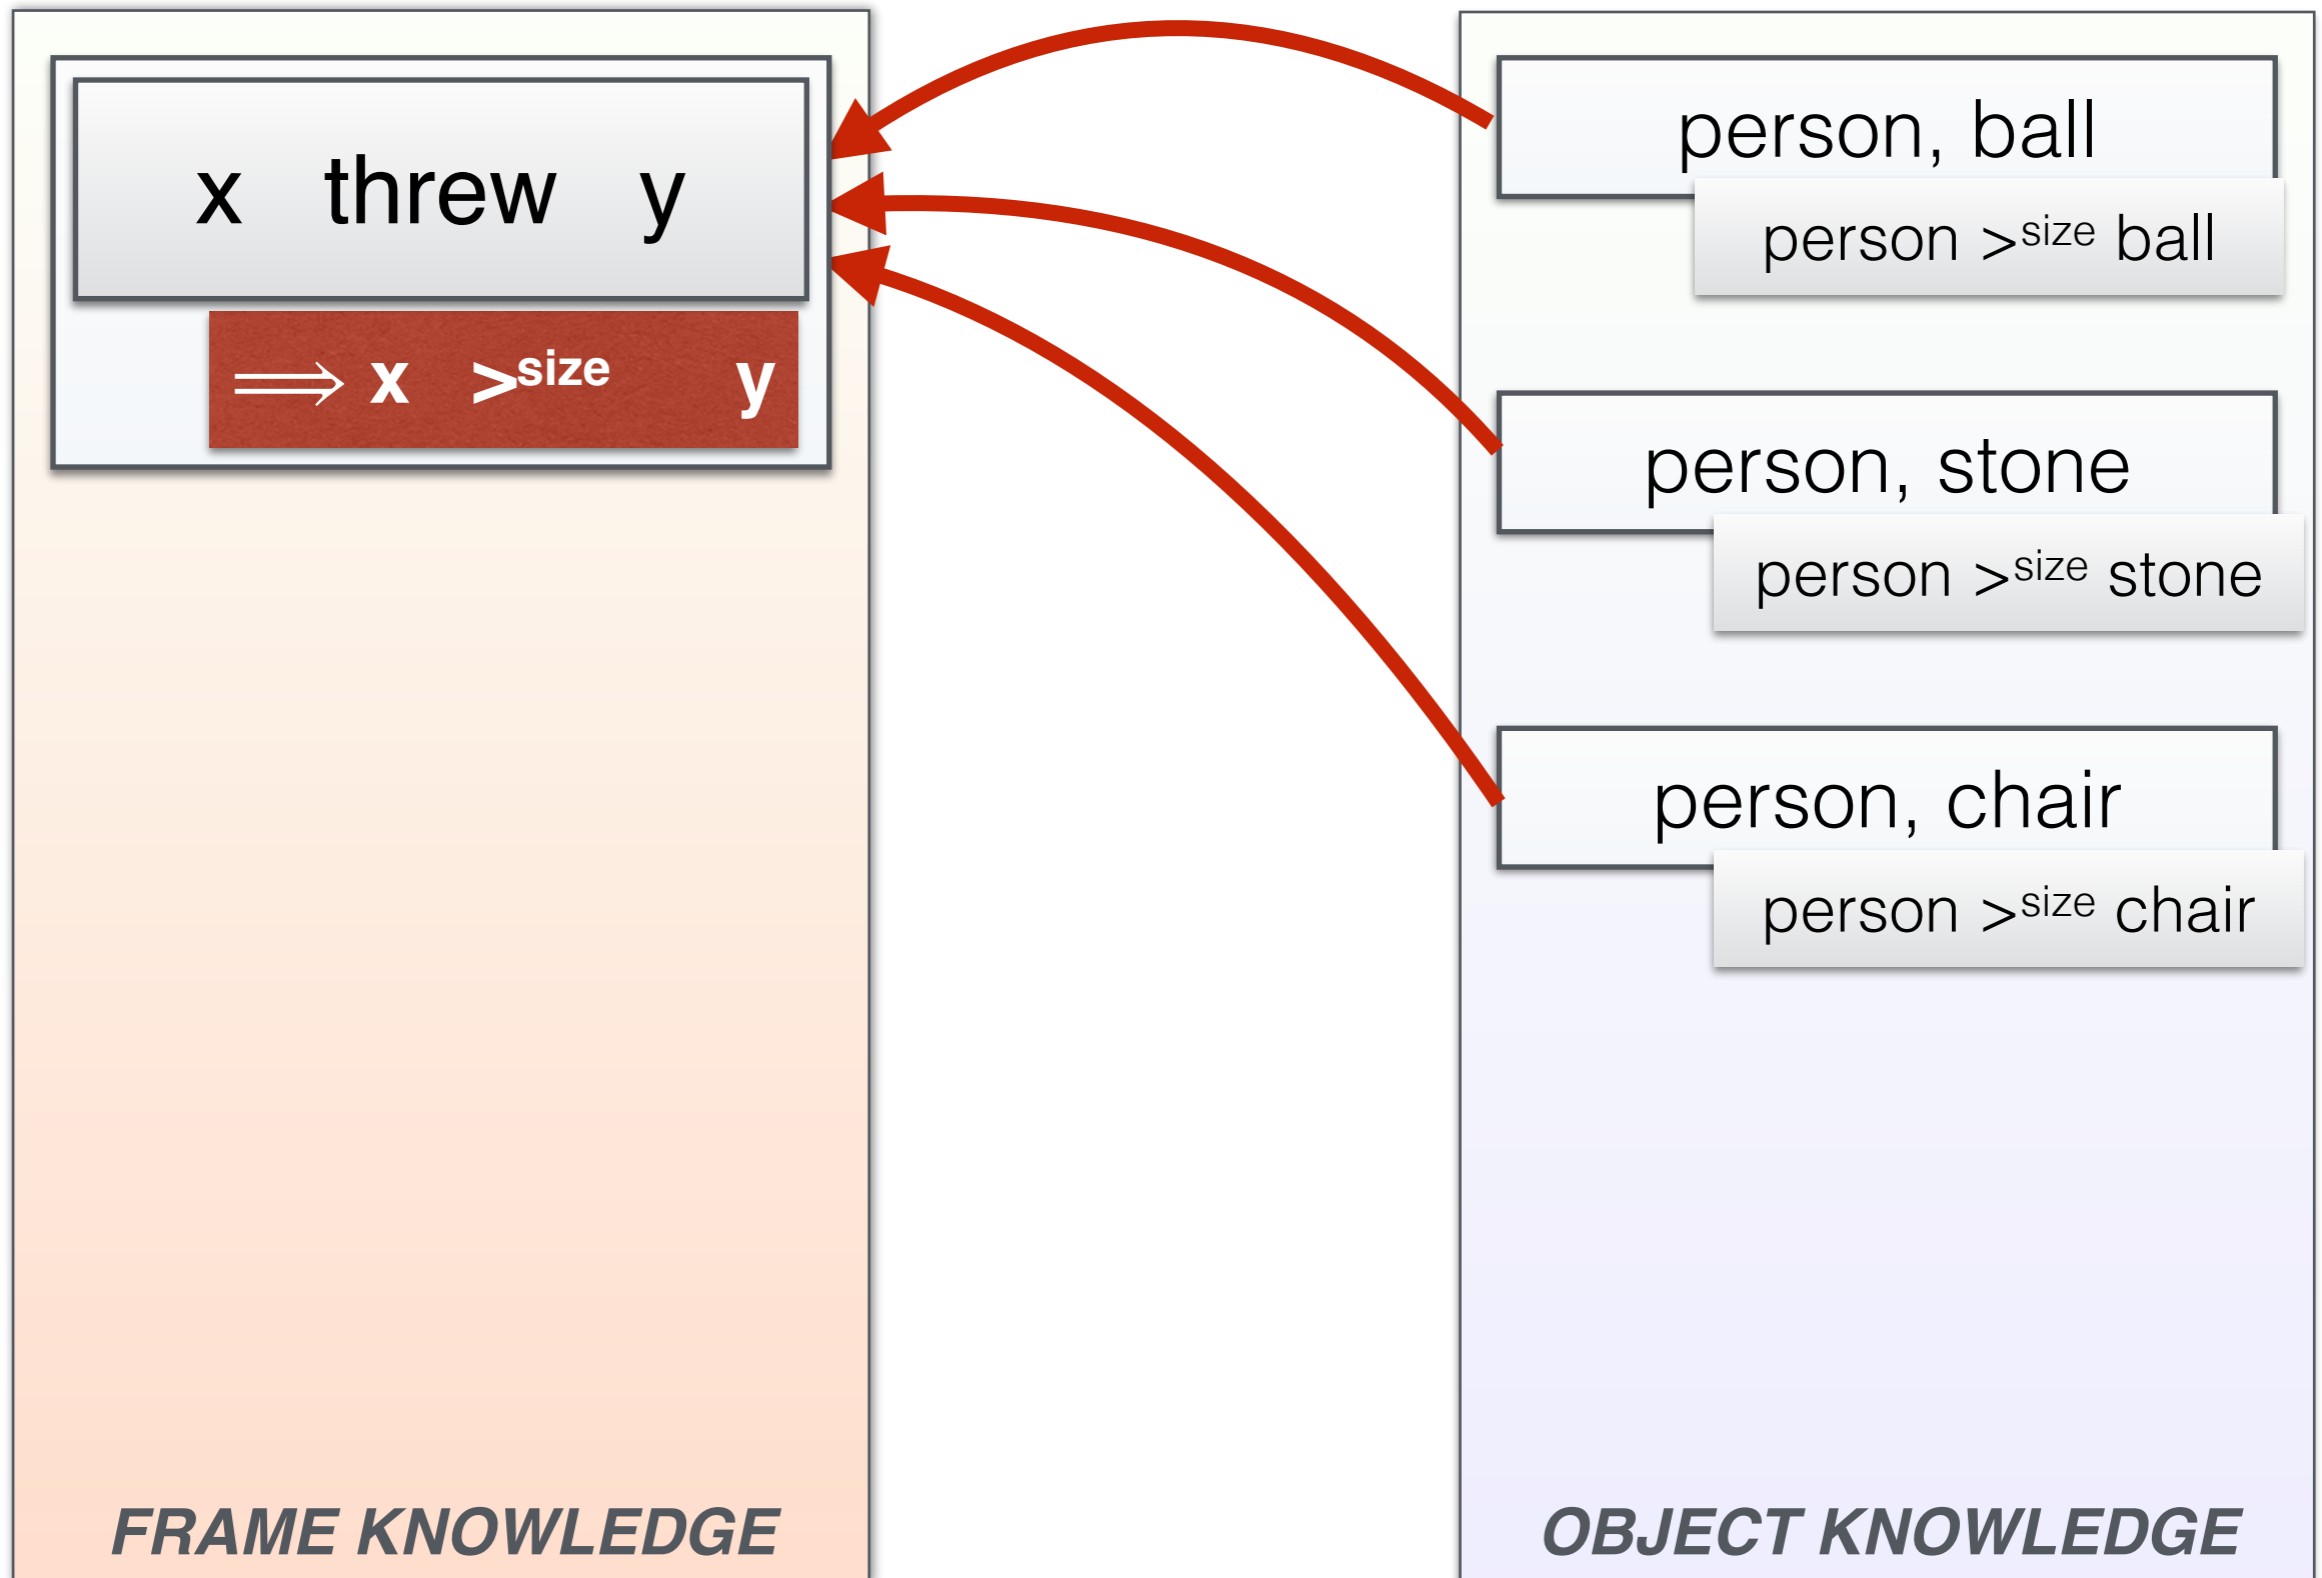 x threw y
⟹ x >size y
FRAME KNOWLEDGE
person, ball
person >size ball
person, stone
person >size stone
person, chair
person >size chair
OBJECT KNOWLEDGE